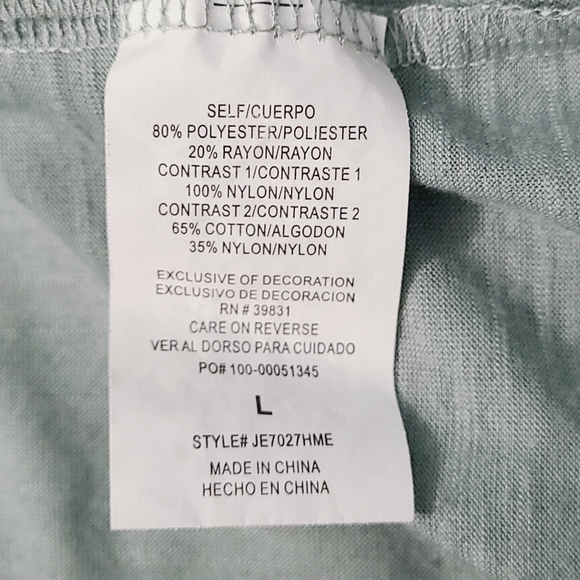 SELF/CUERPO
80% POLYESTER/POLIESTER
20% RAYON/RAYON
CONTRAST 1/CONTRASTE 1
100% NYLON/NYLON
CONTRAST 2/CONTRASTE 2
65% COTTON/ALGODON
35% NYLON/NYLON
EXCLUSIVE OF DECORATION
EXCLUSIVO DE DECORACION
RN # 39831
CARE ON REVERSE
VER AL DORSO PARA CUIDADO
PO# 100-00051345
L
STYLE# JE7027HME
MADE IN CHINA
HECHO EN CHINA